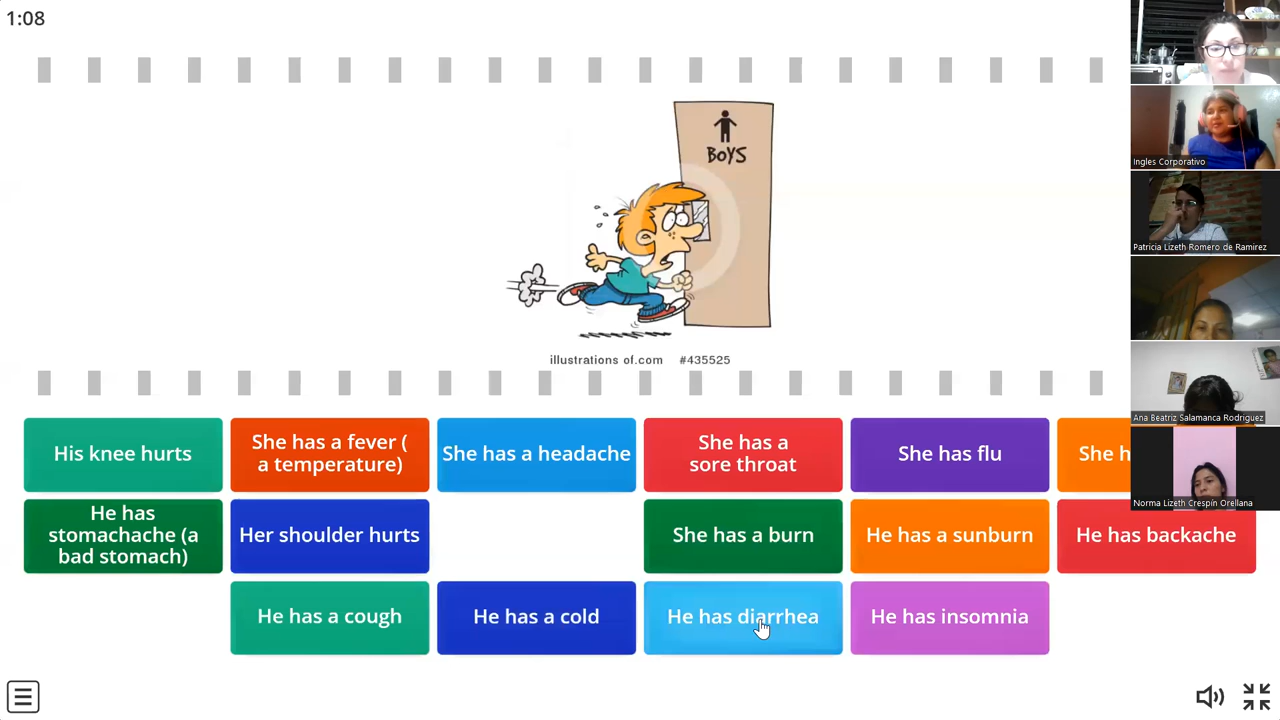 1:08
BOYS
illustrations of.com #435525
Ingles Corporativo
Patricia Lizeth Romero de Ramirez
Ana Beatriz Salamanca Rodriguez
Norma Lizeth Crespín Orellana
His knee hurts
She has a fever (
a temperature)
She has a headache
She has a
sore throat
She has flu
She h
He has
stomachache (a
bad stomach)
Her shoulder hurts
She has a burn
He has a sunburn
He has backache
He has a cough
He has a cold
He has diarrhea
He has insomnia